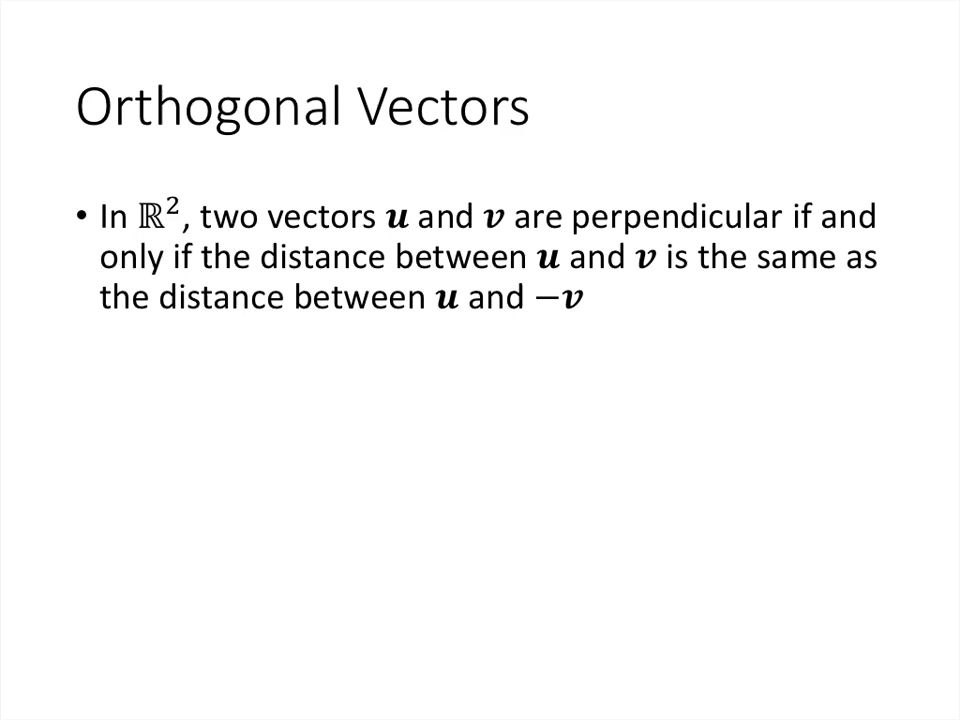 Orthogonal Vectors
• In ℝ², two vectors 𝒖 and 𝒗 are perpendicular if and
only if the distance between 𝒖 and 𝒗 is the same as
the distance between 𝒖 and −𝒗